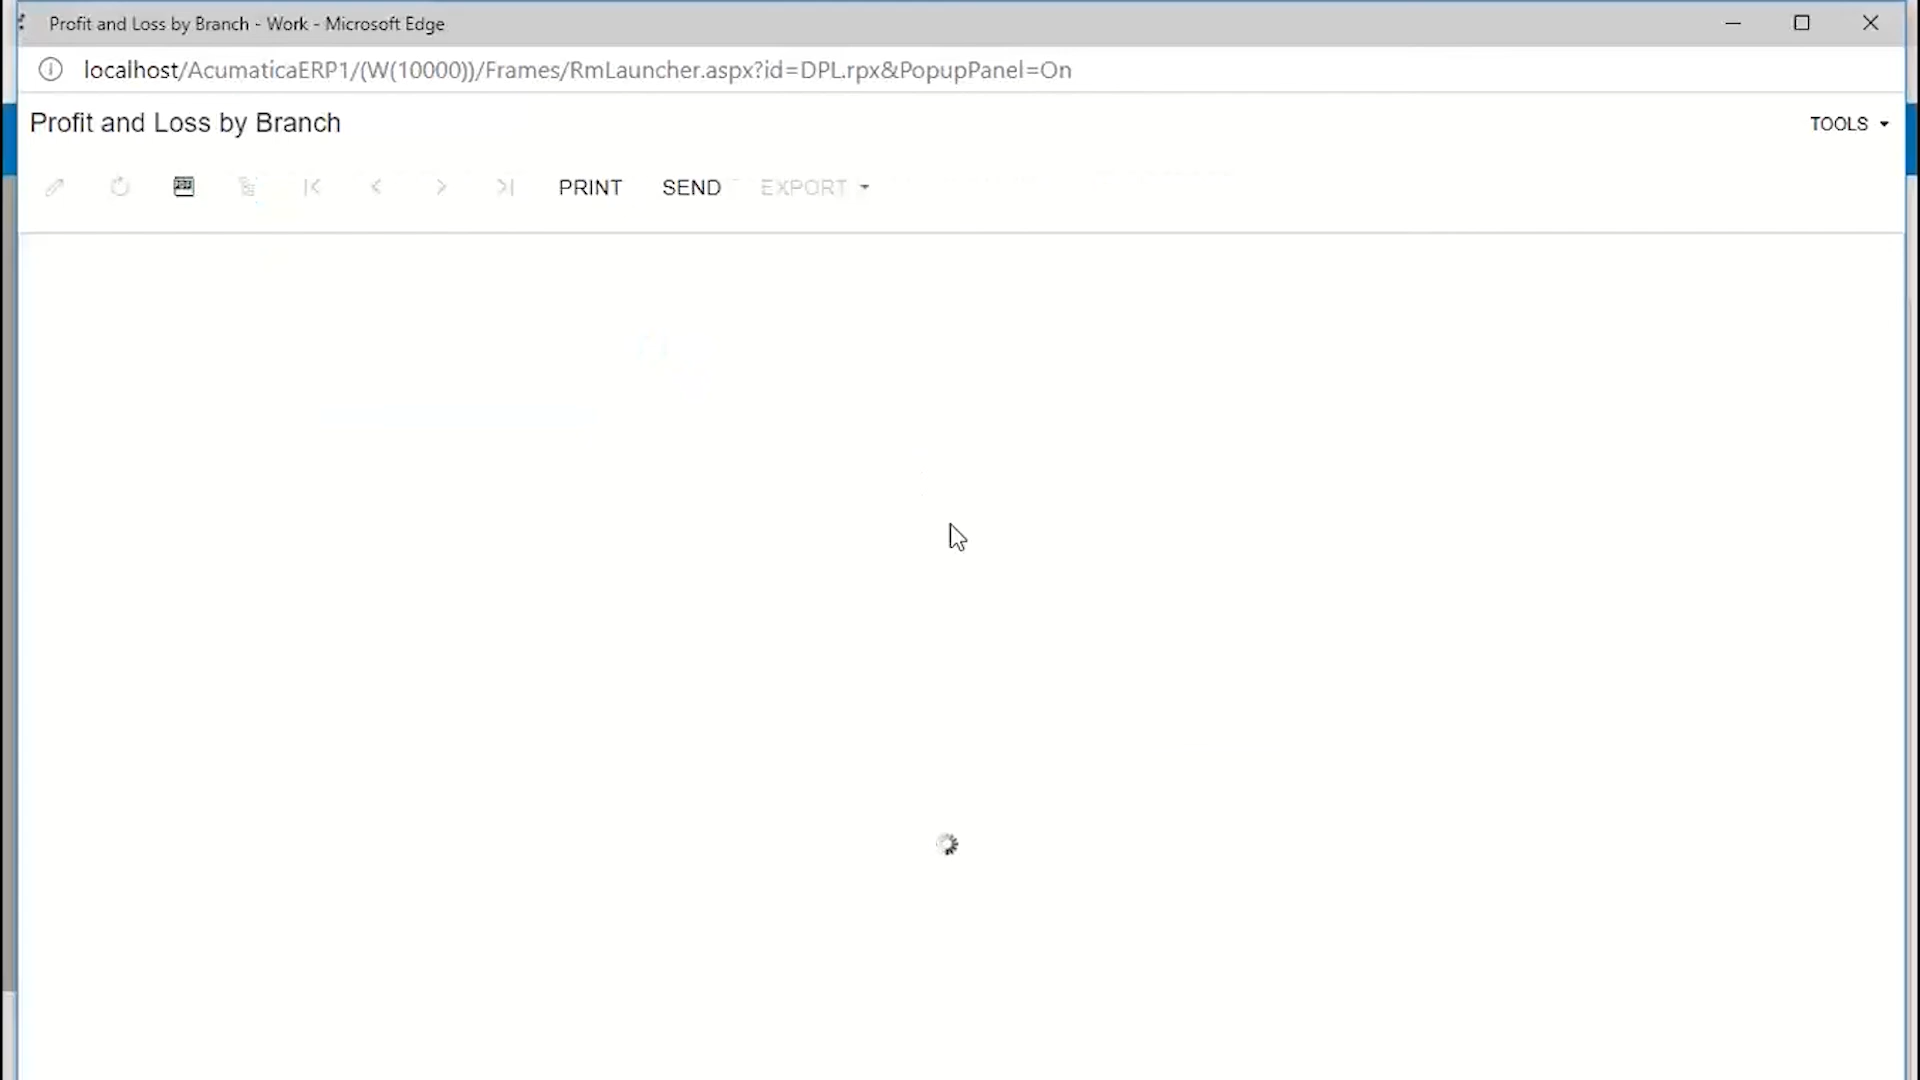 Profit and Loss by Branch - Work - Microsoft Edge
localhost/AcumaticaERP1/(W(10000))/Frames/RmLauncher.aspx?id=DPL.rpx&PopupPanel=On
Profit and Loss by Branch
TOOLS
PRINT SEND EXPORT